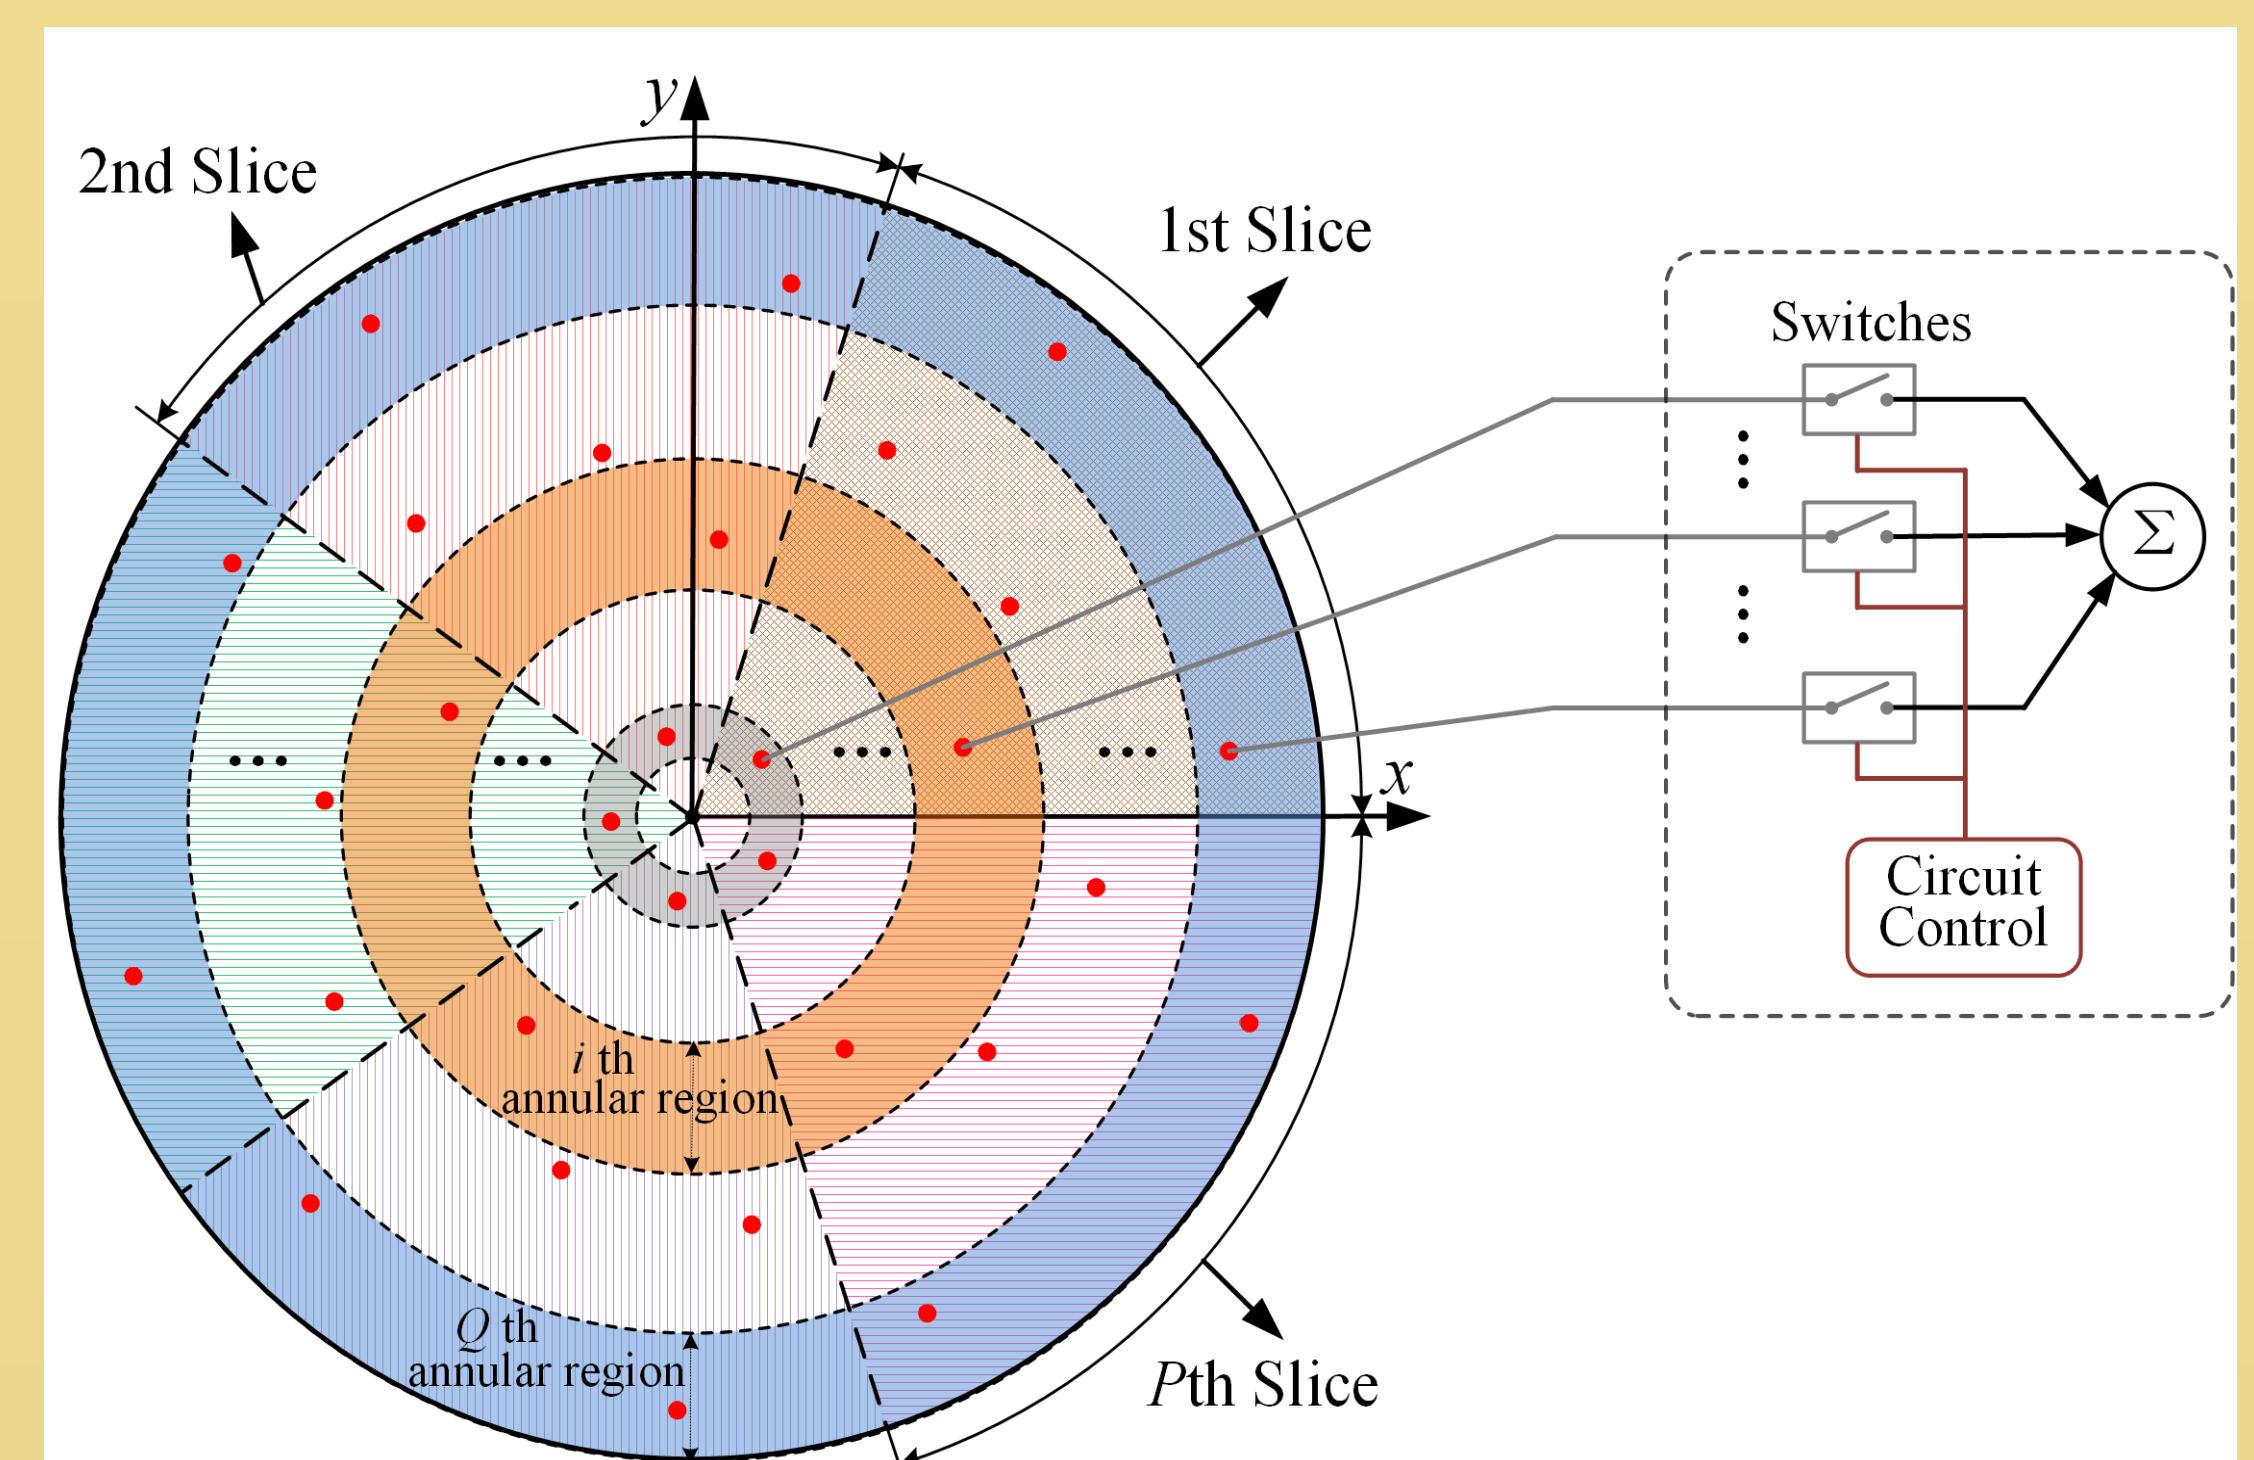 y
2nd Slice
1st Slice
Switches
Σ
x
Circuit
Control
i th
annular region
Q th
annular region
Pth Slice